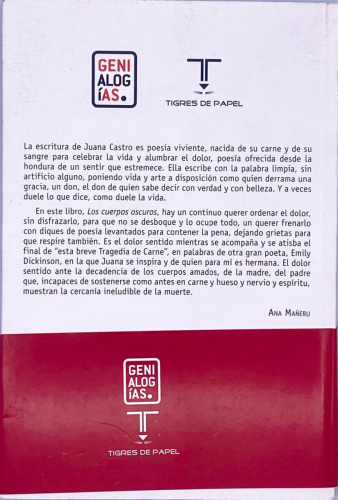 GENI
ALOG
ÍAS.
TIGRES DE PAPEL
La escritura de Juana Castro es poesía viviente, nacida de su carne y de su
sangre para celebrar la vida y alumbrar el dolor, poesía ofrecida desde la
hondura de un sentir que estremece. Ella escribe con la palabra limpia, sin
artificio alguno, poniendo vida y arte a disposición como quien derrama una
gracia, un don, el don de quien sabe decir con verdad y con belleza. Y a veces
duele lo que dice, como duele la vida.
En este libro, Los cuerpos oscuros, hay un continuo querer ordenar el dolor,
sin disfrazarlo, para que no se desboque y lo ocupe todo, un querer frenarlo
con diques de poesía levantados para contener la pena, dejando grietas para
que respire también. Es el dolor sentido mientras se acompaña y se atisba el
final de "esta breve Tragedia de Carne", en palabras de otra gran poeta, Emily
Dickinson, en la que Juana se inspira y de quien para mí es hermana. El dolor
sentido ante la decadencia de los cuerpos amados, de la madre, del padre
que, incapaces de sostenerse como antes en carne y hueso y nervio y espíritu,
muestran la cercanía ineludible de la muerte.
ANA MAÑERU
GENI
ALOG
ÍAS.
TIGRES DE PAPEL